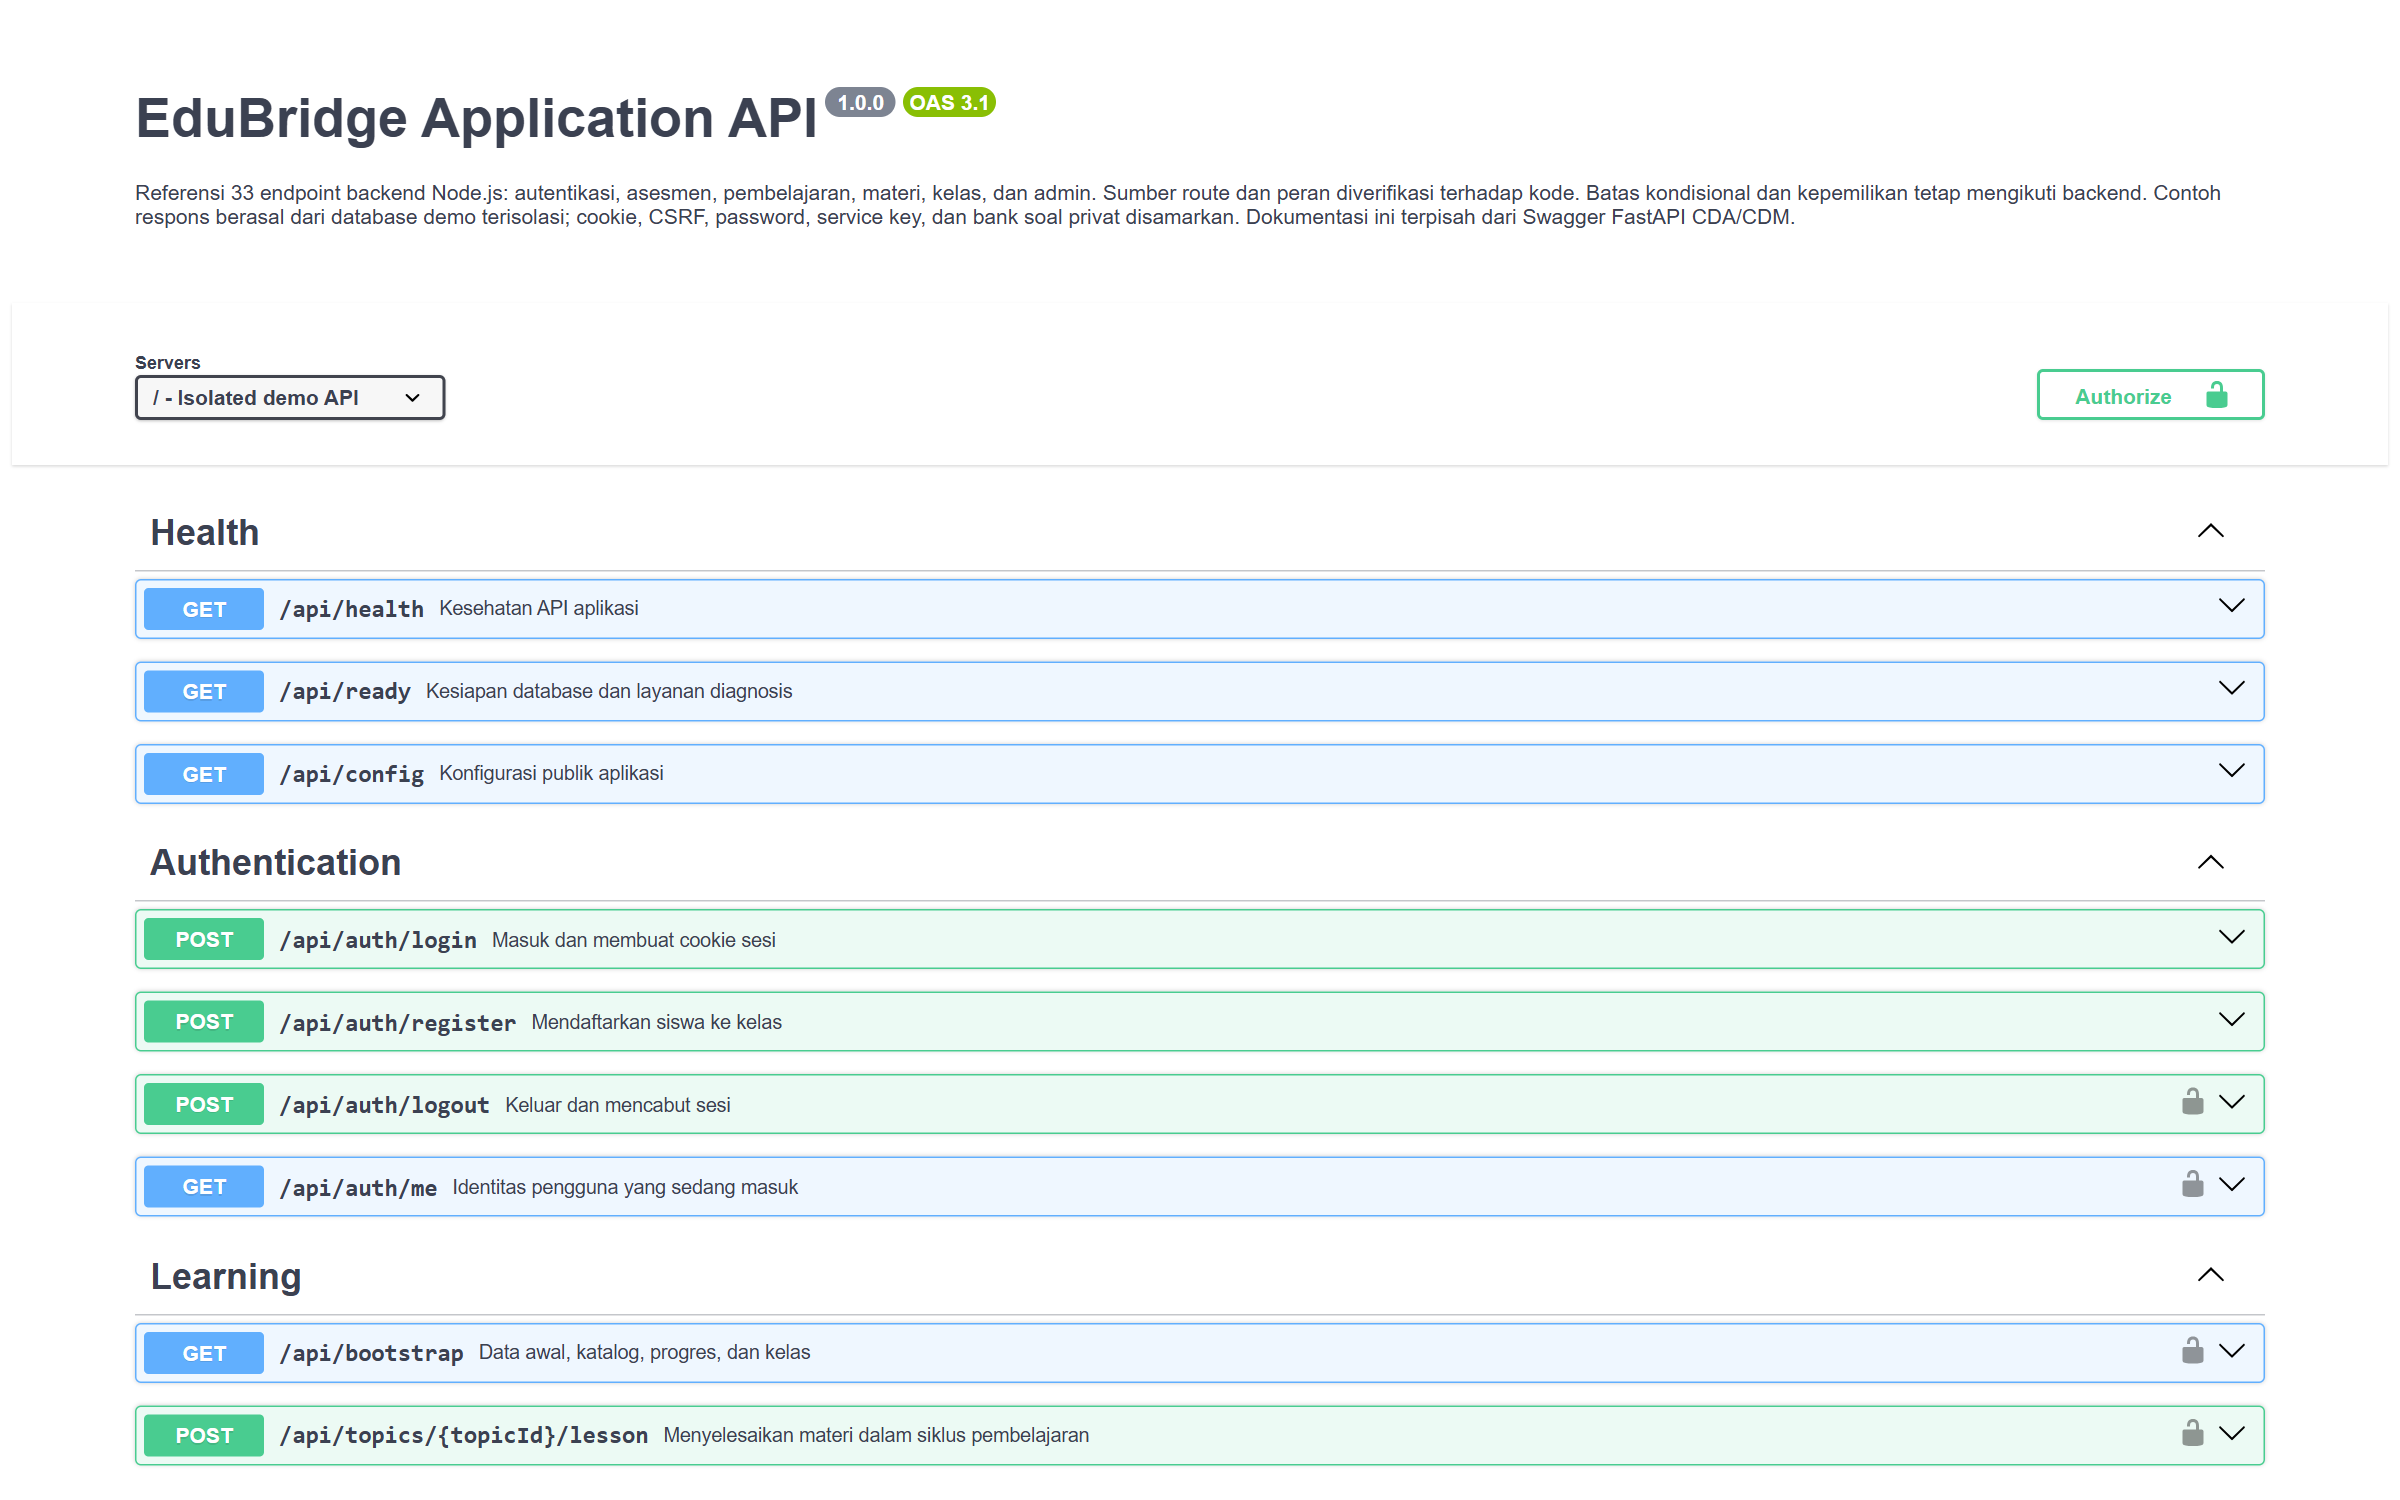 EduBridge Application API 1.0.0 OAS 3.1
Referensi 33 endpoint backend Node.js: autentikasi, asesmen, pembelajaran, materi, kelas, dan admin. Sumber route dan peran diverifikasi terhadap kode. Batas kondisional dan kepemilikan tetap mengikuti backend. Contoh
respons berasal dari database demo terisolasi; cookie, CSRF, password, service key, dan bank soal privat disamarkan. Dokumentasi ini terpisah dari Swagger FastAPI CDA/CDM.
Servers
/ - Isolated demo API
Authorize
Health
GET /api/health Kesehatan API aplikasi
GET /api/ready Kesiapan database dan layanan diagnosis
GET /api/config Konfigurasi publik aplikasi
Authentication
POST /api/auth/login Masuk dan membuat cookie sesi
POST /api/auth/register Mendaftarkan siswa ke kelas
POST /api/auth/logout Keluar dan mencabut sesi
GET /api/auth/me Identitas pengguna yang sedang masuk
Learning
GET /api/bootstrap Data awal, katalog, progres, dan kelas
POST /api/topics/{topicId}/lesson Menyelesaikan materi dalam siklus pembelajaran